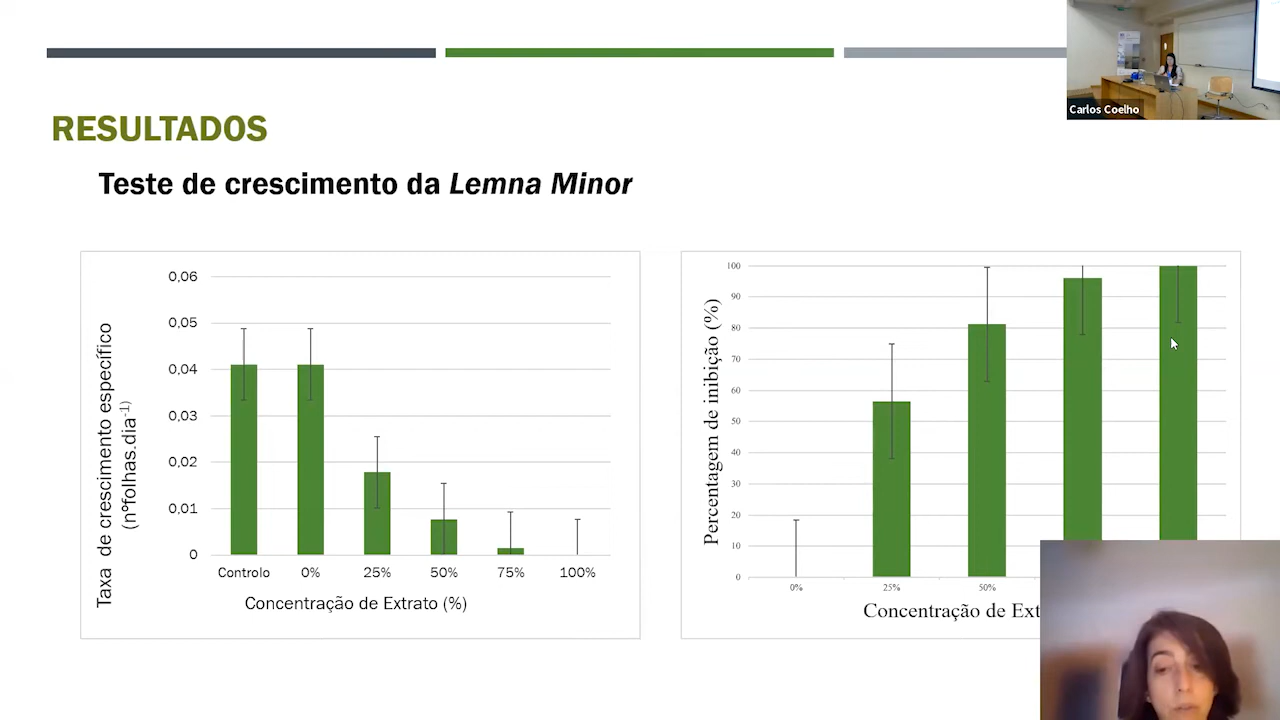 Carlos Coelho
RESULTADOS
Teste de crescimento da Lemna Minor
Taxa de crescimento específico
(nºfolhas.dia-1)
0,06
0,05
0,04
0,03
0,02
0,01
0
Controlo 0% 25% 50% 75% 100%
Concentração de Extrato (%)
Percentagem de inibição (%)
100
90
80
70
60
50
40
30
20
10
0
0% 25% 50%
Concentração de Ext